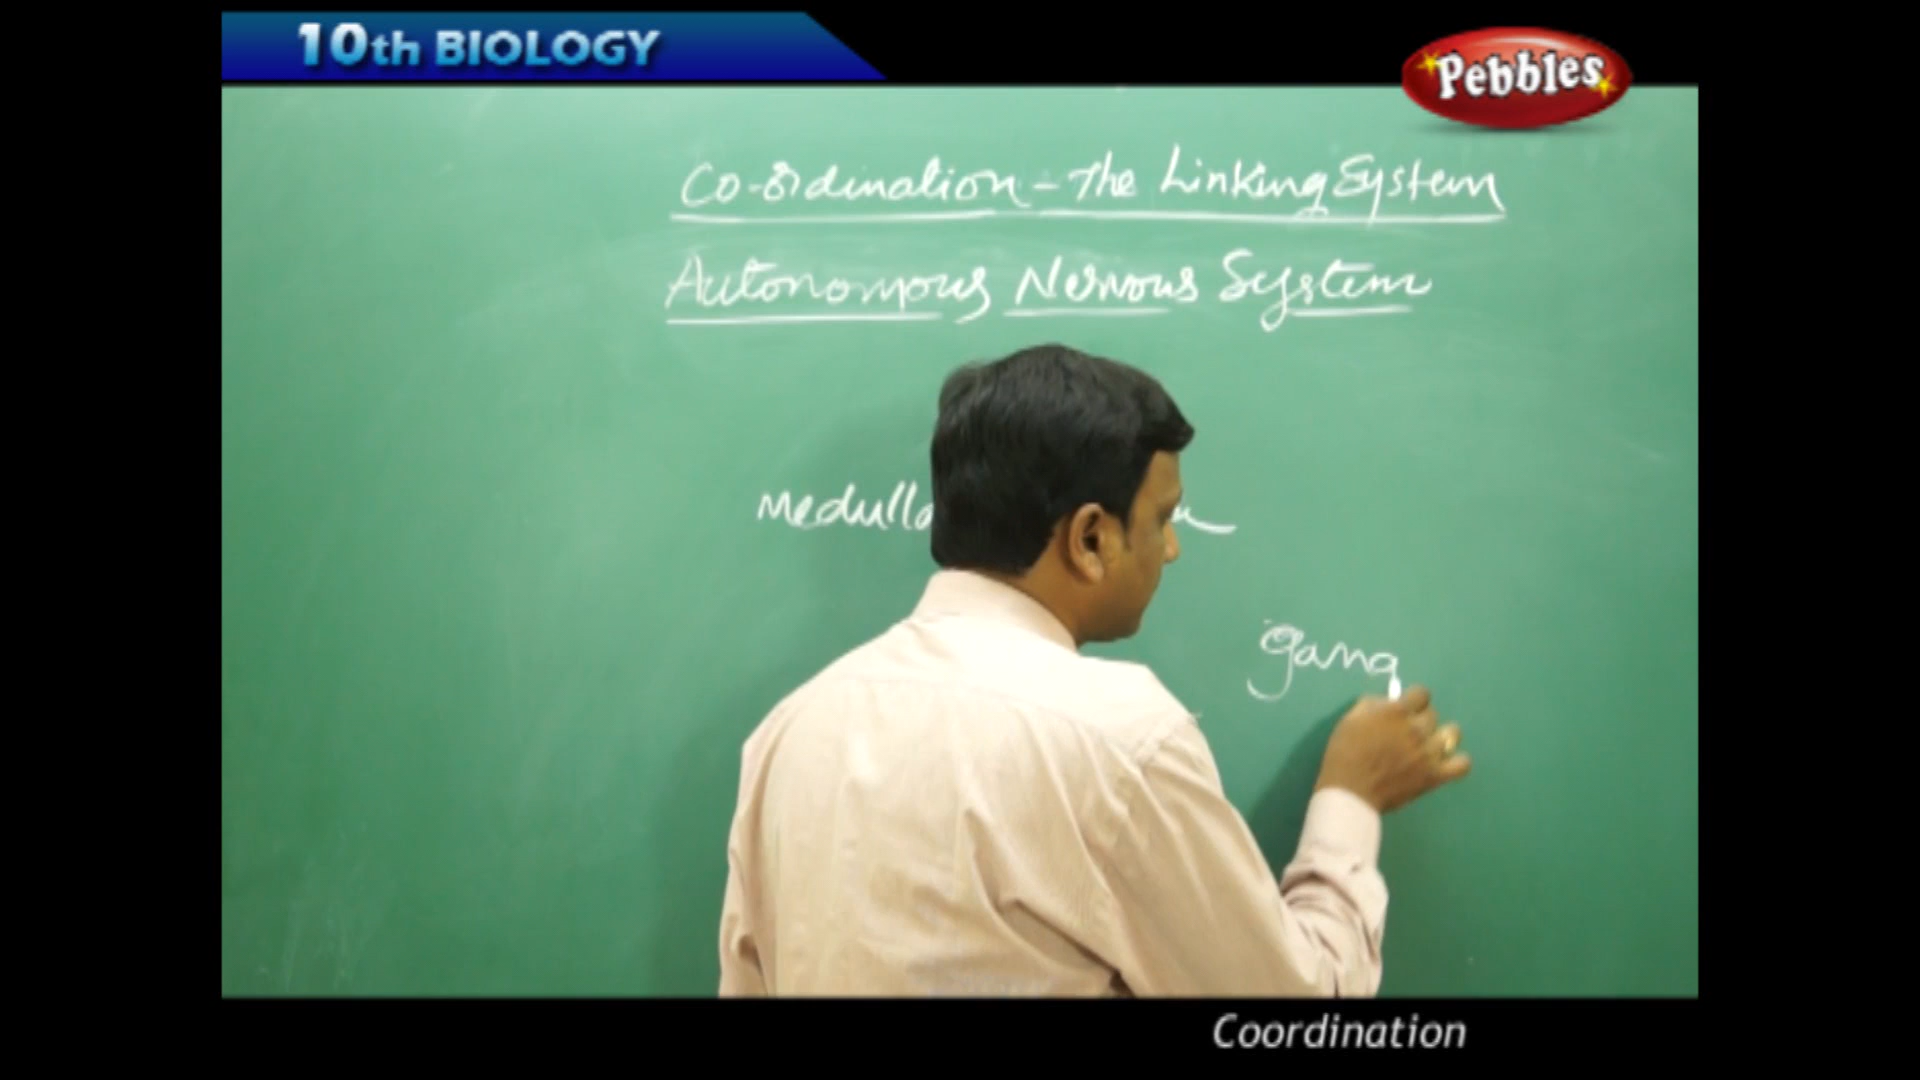 10th BIOLOGY
Pebbles
Co-ordination - The Linking System
Autonomous Nervous System
Medulla
gang
Coordination